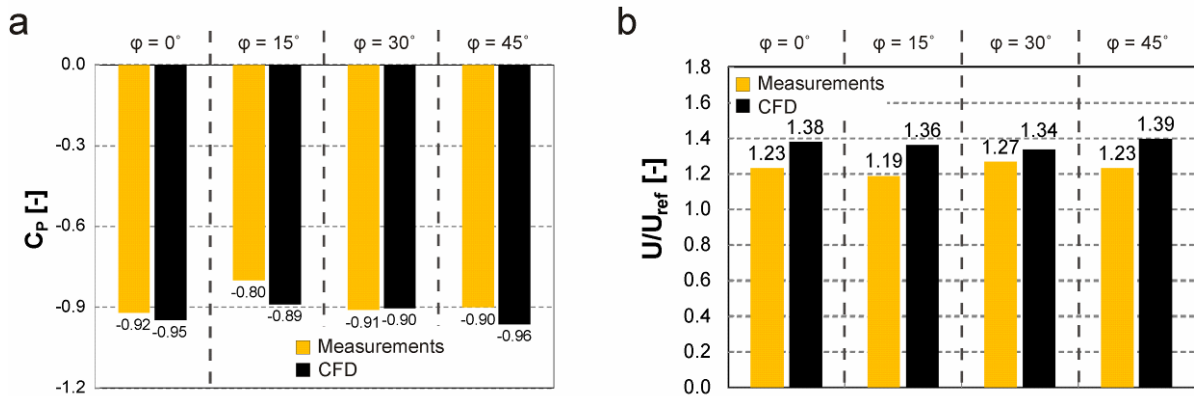 a
φ = 0° φ = 15° φ = 30° φ = 45°
0.0
-0.3
-0.6
-0.9
-1.2
C_P [-]
-0.92 -0.95 -0.80 -0.89 -0.91 -0.90 -0.90 -0.96
Measurements
CFD
b
φ = 0° φ = 15° φ = 30° φ = 45°
1.8
1.6
1.4
1.2
1.0
0.8
0.6
0.4
0.2
0.0
U/U_ref [-]
Measurements
CFD
1.23 1.38 1.19 1.36 1.27 1.34 1.23 1.39